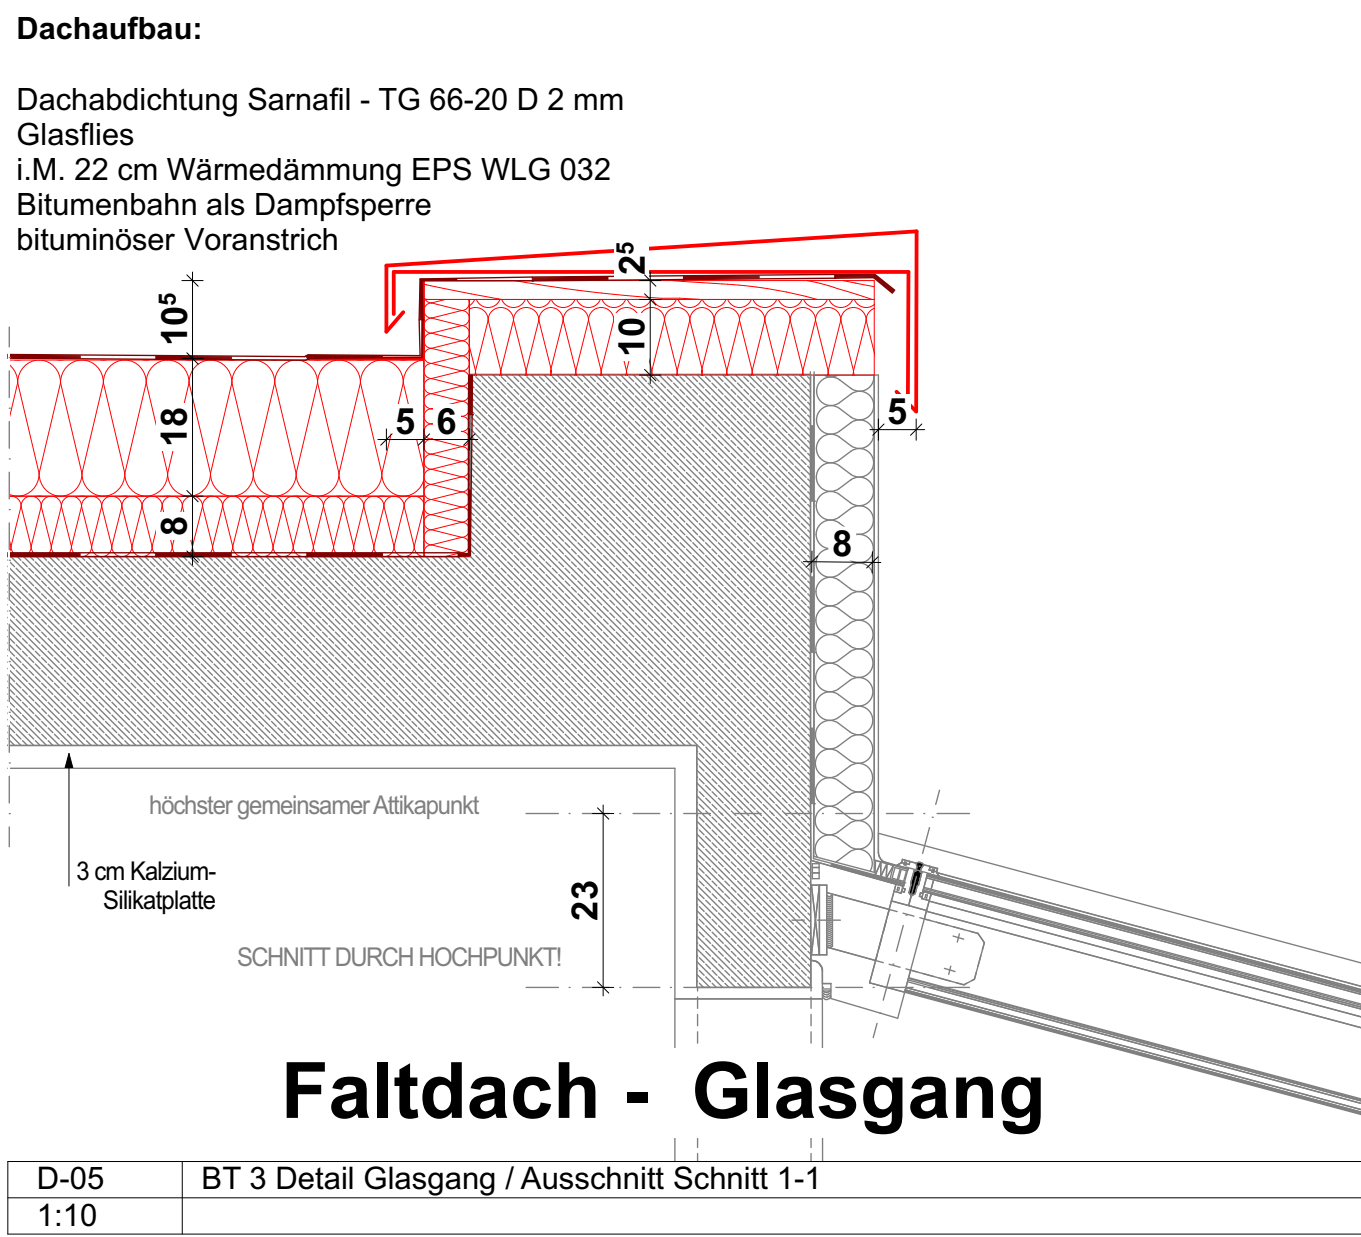 Dachaufbau:
Dachabdichtung Sarnafil - TG 66-20 D 2 mm
Glasflies
i.M. 22 cm Wärmedämmung EPS WLG 032
Bitumenbahn als Dampfsperre
bituminöser Voranstrich
2⁵
10⁵
10
18
5
6
5
8
8
höchster gemeinsamer Attikapunkt
3 cm Kalzium-
Silikatplatte
23
SCHNITT DURCH HOCHPUNKT!
Faltdach - Glasgang
D-05 BT 3 Detail Glasgang / Ausschnitt Schnitt 1-1
1:10